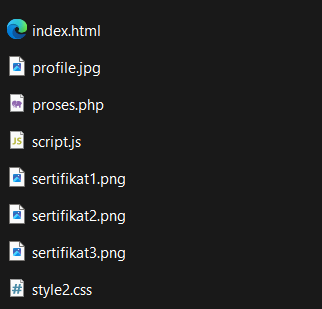 index.html
profile.jpg
proses.php
script.js
sertifikat1.png
sertifikat2.png
sertifikat3.png
style2.css